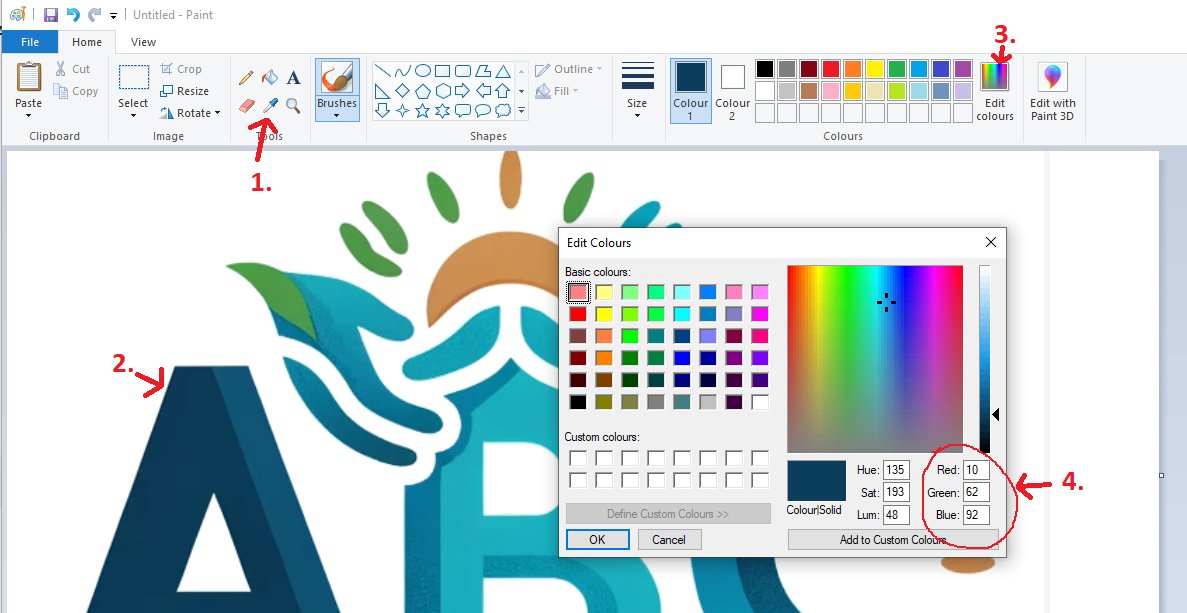 Untitled - Paint
File Home View
3.
Paste
Cut
Copy
Clipboard
Select
Crop
Resize
Rotate
Image
A
Tools
Brushes
Outline
Fill
Shapes
Size
Colour 1
Colour 2
Edit colours
Colours
Edit with Paint 3D
1.
2.
Edit Colours
Basic colours:
Custom colours:
Define Custom Colours >>
OK Cancel
Colour|Solid
Hue: 135
Sat: 193
Lum: 48
Red: 10
Green: 62
Blue: 92
Add to Custom Colours
4.
AB